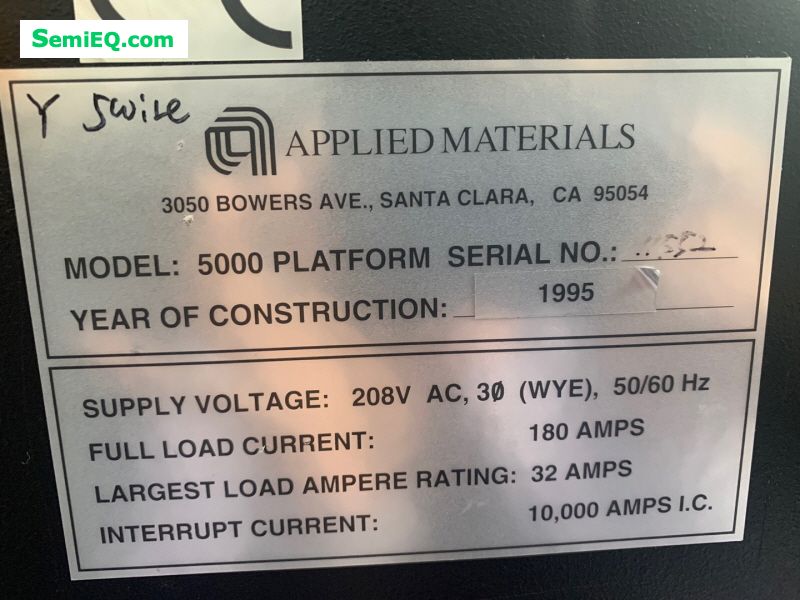 SemiEQ.com
Y 5wire
APPLIED MATERIALS
3050 BOWERS AVE., SANTA CLARA, CA 95054
MODEL: 5000 PLATFORM SERIAL NO.:
YEAR OF CONSTRUCTION: 1995
SUPPLY VOLTAGE: 208V AC, 3Ø (WYE), 50/60 Hz
FULL LOAD CURRENT: 180 AMPS
LARGEST LOAD AMPERE RATING: 32 AMPS
INTERRUPT CURRENT: 10,000 AMPS I.C.